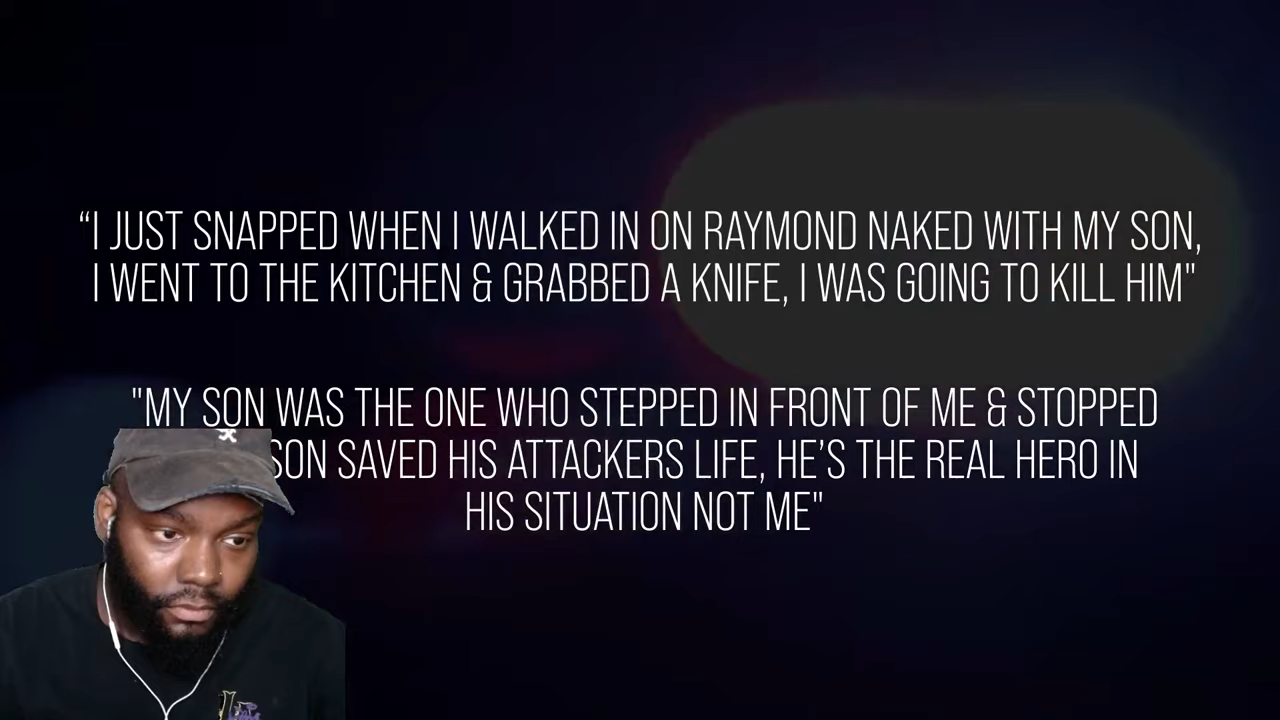 “I JUST SNAPPED WHEN I WALKED IN ON RAYMOND NAKED WITH MY SON,
I WENT TO THE KITCHEN & GRABBED A KNIFE, I WAS GOING TO KILL HIM"
"MY SON WAS THE ONE WHO STEPPED IN FRONT OF ME & STOPPED
SON SAVED HIS ATTACKERS LIFE, HE’S THE REAL HERO IN
HIS SITUATION NOT ME"